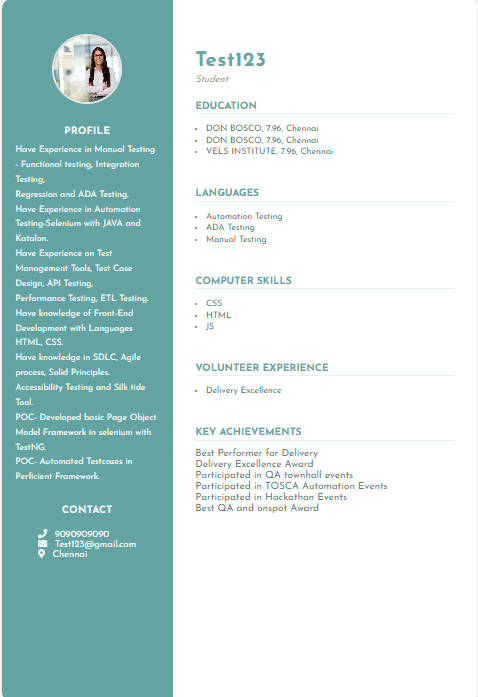 PROFILE
Have Experience in Manual Testing
- Functional testing, Integration
Testing,
Regression and ADA Testing.
Have Experience in Automation
Testing-Selenium with JAVA and
Katalon.
Have Experience on Test
Management Tools, Test Case
Design, API Testing,
Performance Testing, ETL Testing.
Have knowledge of Front-End
Development with Languages
HTML, CSS.
Have knowledge in SDLC, Agile
process, Solid Principles.
Accessibility Testing and Silk tide
Tool.
POC- Developed basic Page Object
Model Framework in selenium with
TestNG.
POC- Automated Testcases in
Perficient Framework.
CONTACT
9090909090
Test123@gmail.com
Chennai
Test123
Student
EDUCATION
• DON BOSCO, 7.96, Chennai
• DON BOSCO, 7.96, Chennai
• VELS INSTITUTE, 7.96, Chennai
LANGUAGES
• Automation Testing
• ADA Testing
• Manual Testing
COMPUTER SKILLS
• CSS
• HTML
• JS
VOLUNTEER EXPERIENCE
• Delivery Excellence
KEY ACHIEVEMENTS
Best Performer for Delivery
Delivery Excellence Award
Participated in QA townhall events
Participated in TOSCA Automation Events
Participated in Hackathon Events
Best QA and onspot Award